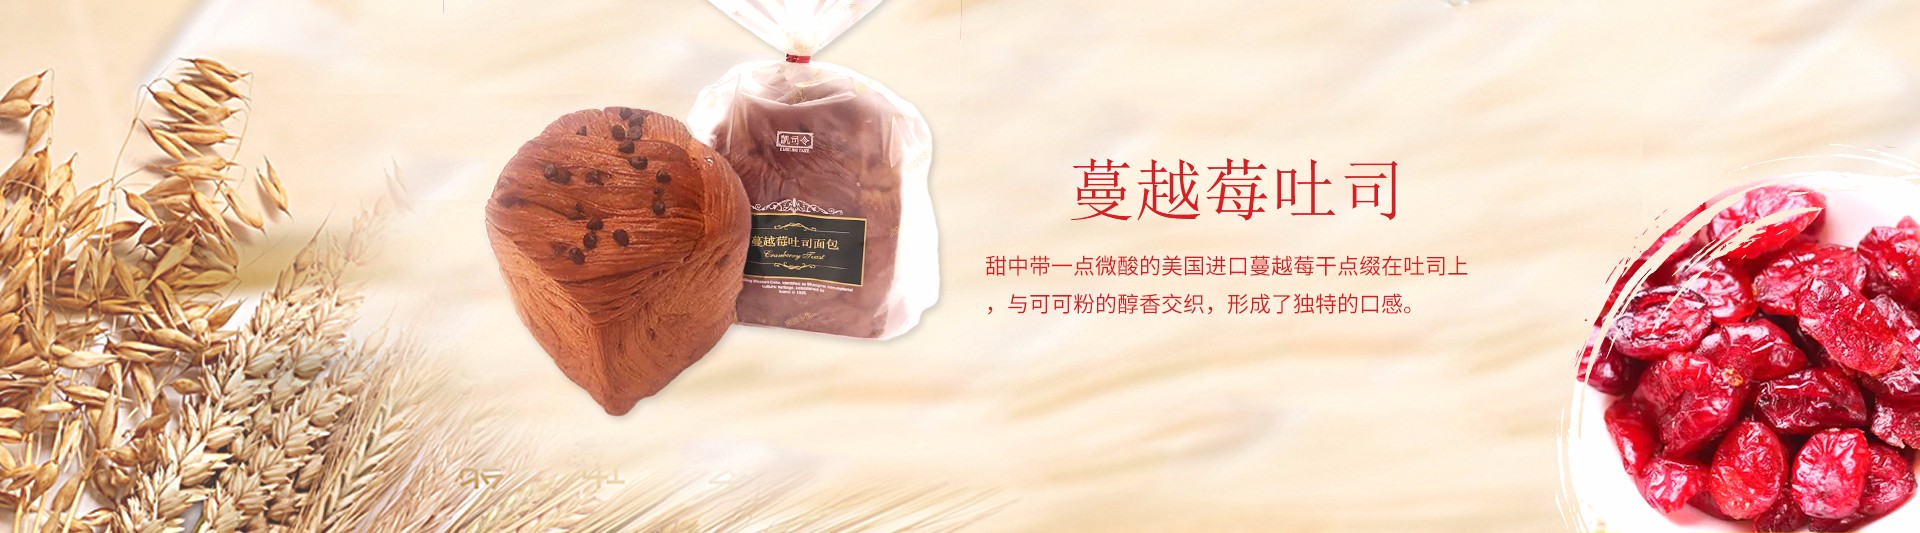 凯司令
蔓越莓吐司面包
Cranberry Toast
蔓越莓吐司
甜中带一点微酸的美国进口蔓越莓干点缀在吐司上
，与可可粉的醇香交织，形成了独特的口感。